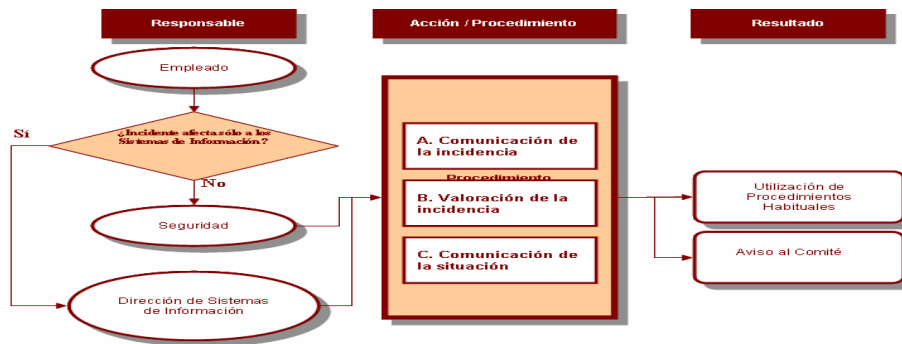 Responsable
Acción / Procedimiento
Resultado
Empleado
¿Incidente afecta sólo a los
Sistemas de Información?
Sí
No
Seguridad
Dirección de Sistemas
de Información
A. Comunicación de
la incidencia
Procedimiento
B. Valoración de la
incidencia
C. Comunicación de
la situación
Utilización de
Procedimientos
Habituales
Aviso al Comité